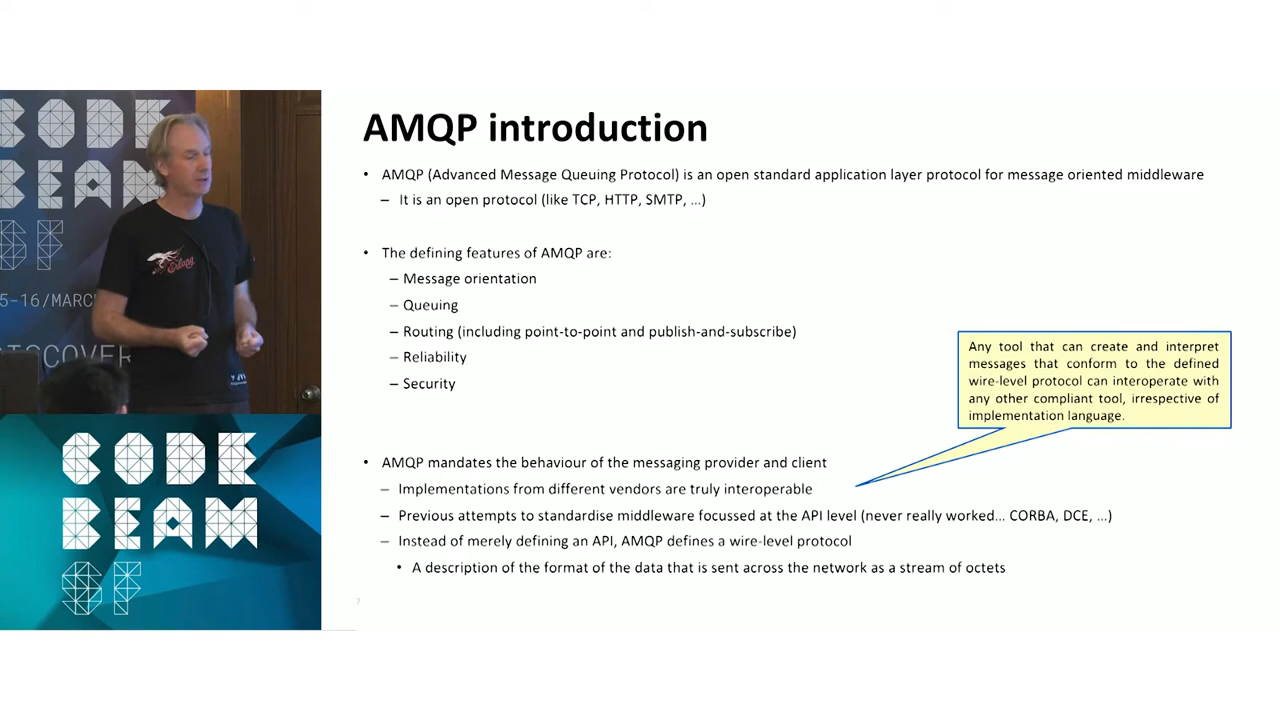 CODE
BEAM
SF
5-16/MARC
DISCOVER
Erlang
CODE
BEAM
SF
AMQP introduction
• AMQP (Advanced Message Queuing Protocol) is an open standard application layer protocol for message oriented middleware
– It is an open protocol (like TCP, HTTP, SMTP, …)
• The defining features of AMQP are:
– Message orientation
– Queuing
– Routing (including point-to-point and publish-and-subscribe)
– Reliability
– Security
Any tool that can create and interpret
messages that conform to the defined
wire-level protocol can interoperate with
any other compliant tool, irrespective of
implementation language.
• AMQP mandates the behaviour of the messaging provider and client
– Implementations from different vendors are truly interoperable
– Previous attempts to standardise middleware focussed at the API level (never really worked… CORBA, DCE, …)
– Instead of merely defining an API, AMQP defines a wire-level protocol
• A description of the format of the data that is sent across the network as a stream of octets
7